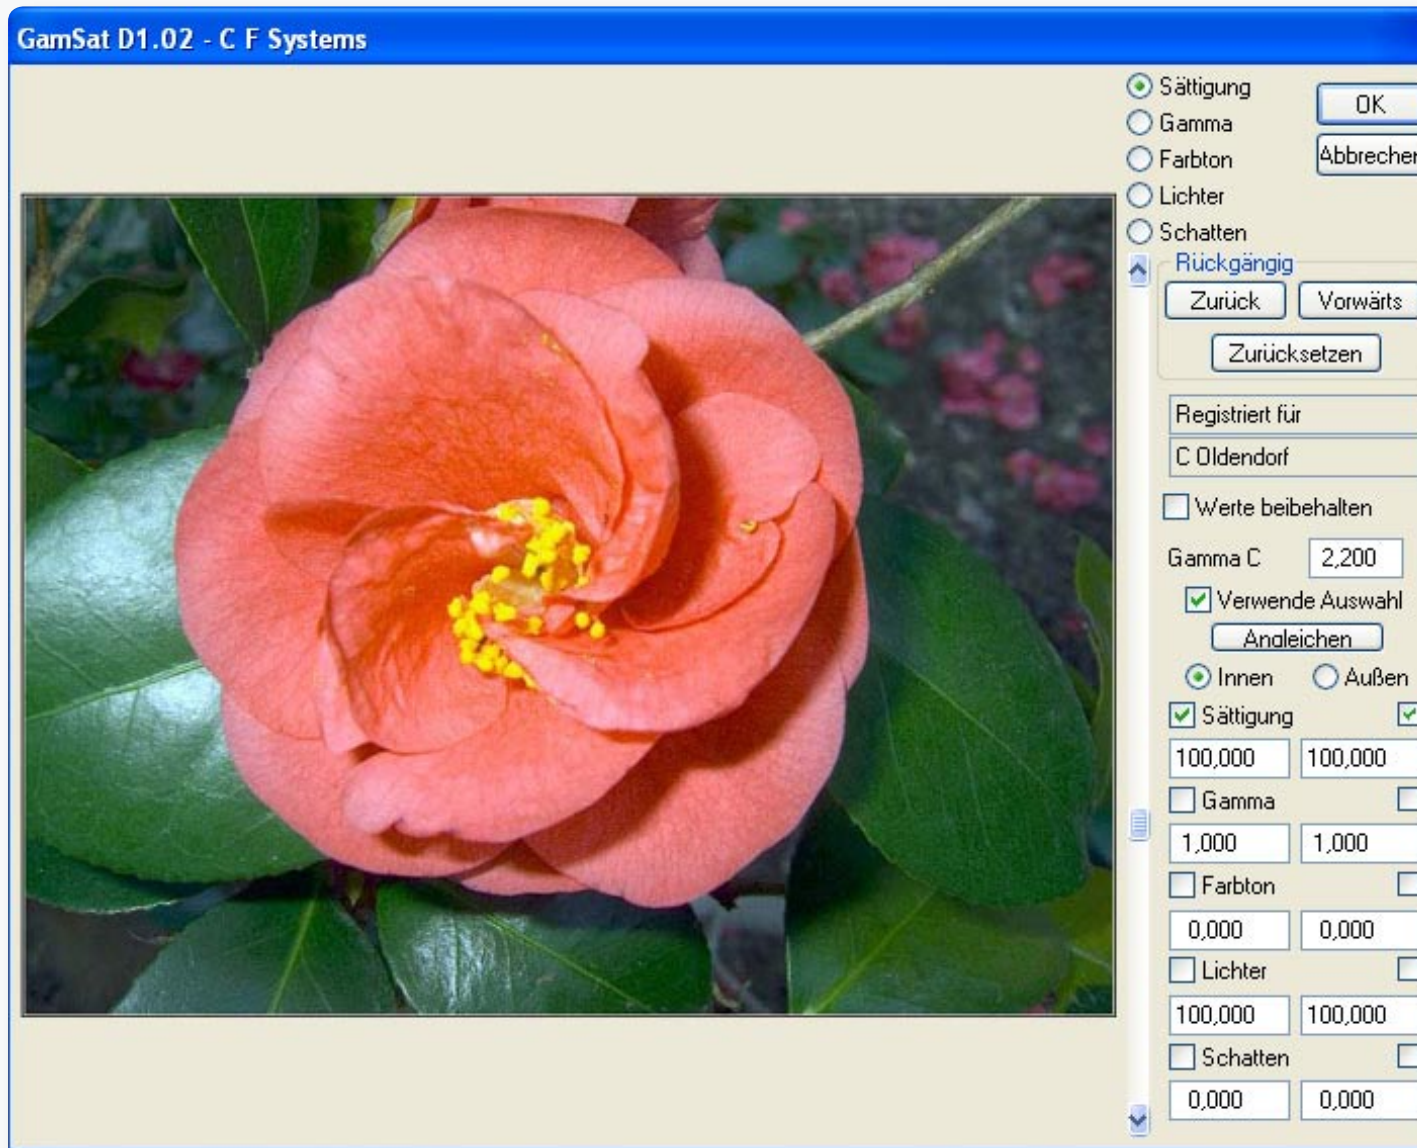 GamSat D1.02 - C F Systems
Sättigung
OK
Gamma
Farbton
Abbrechen
Lichter
Schatten
Rückgängig
Zurück Vorwärts
Zurücksetzen
Registriert für
C Oldendorf
Werte beibehalten
Gamma C 2,200
Verwende Auswahl
Angleichen
Innen Außen
Sättigung
100,000 100,000
Gamma
1,000 1,000
Farbton
0,000 0,000
Lichter
100,000 100,000
Schatten
0,000 0,000